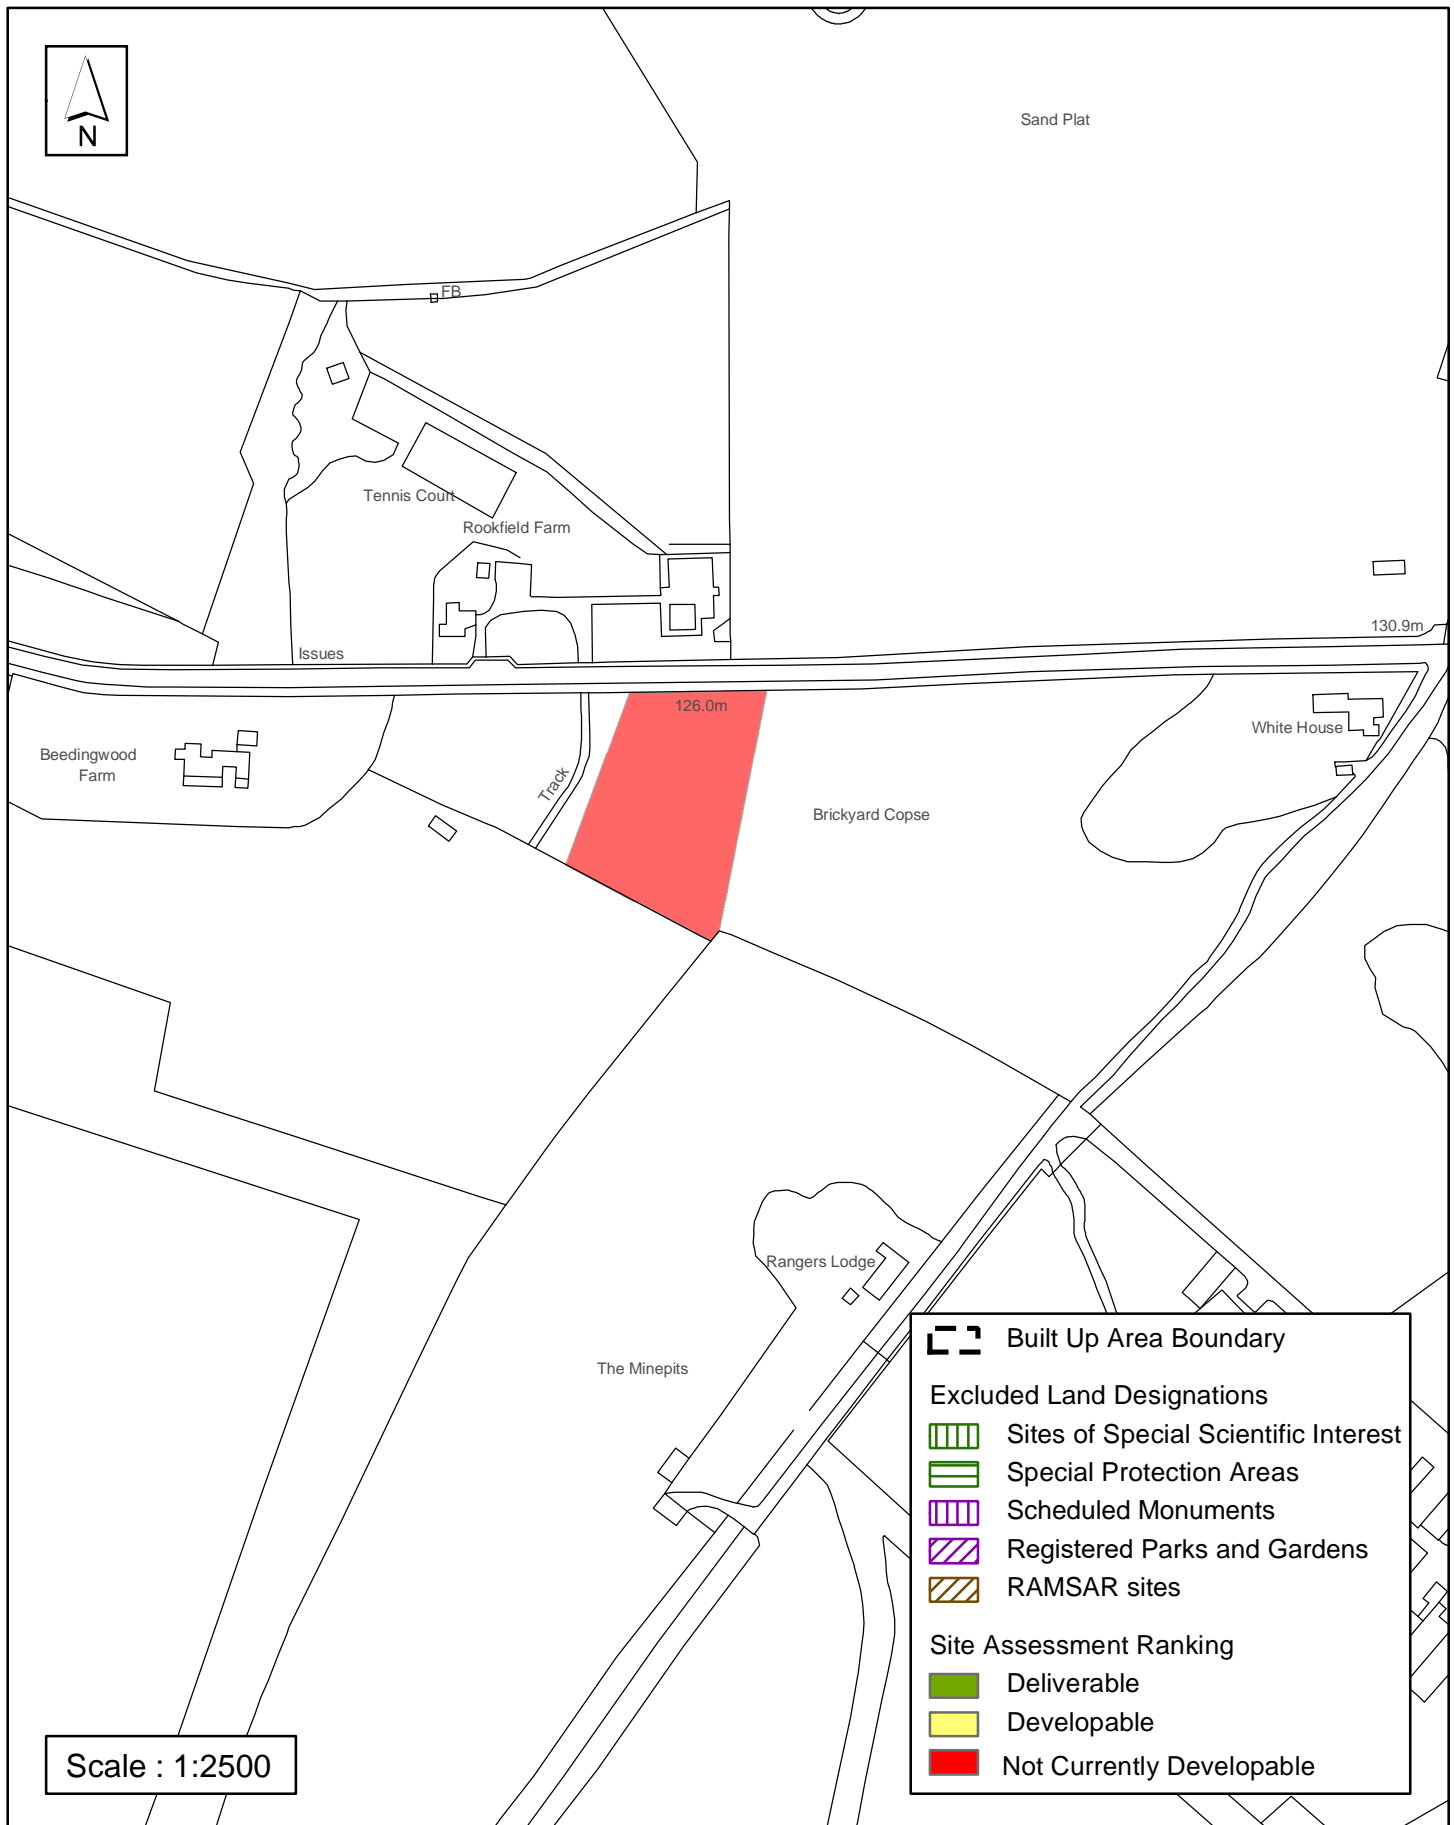 N
Sand Plat
FB
Tennis Court
Rookfield Farm
130.9m
Issues
126.0m
White House
Beedingwood
Farm
Track
Brickyard Copse
Rangers Lodge
The Minepits
Built Up Area Boundary
Excluded Land Designations
Sites of Special Scientific Interest
Special Protection Areas
Scheduled Monuments
Registered Parks and Gardens
RAMSAR sites
Site Assessment Ranking
Deliverable
Developable
Not Currently Developable
Scale : 1:2500